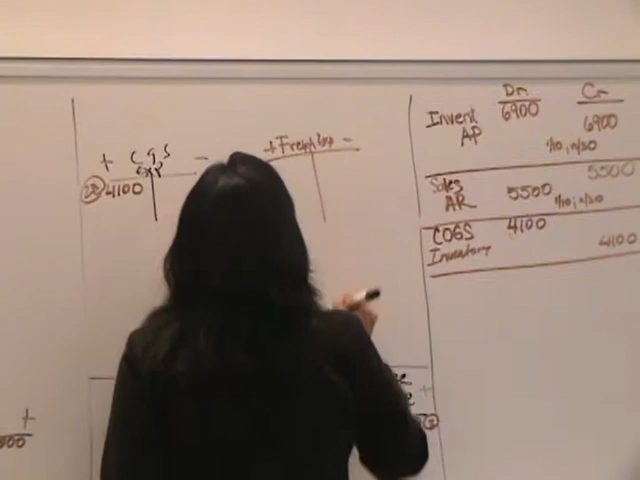 + CGS -
Exp
4100
+ Freight Exp -
Dr Cr
Invent 6900
AP 6900
1/10, n/30
Sales 5500
AR 5500 1/10, n/30
COGS 4100
Inventory 4100
+
+